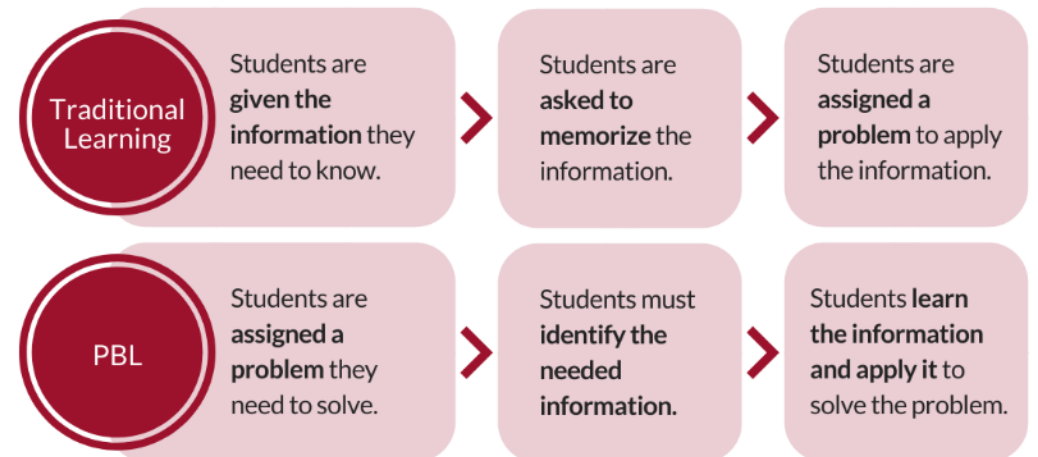 Traditional
Learning
Students are
given the
information they
need to know.
Students are
asked to
memorize the
information.
Students are
assigned a
problem to apply
the information.
PBL
Students are
assigned a
problem they
need to solve.
Students must
identify the
needed
information.
Students learn
the information
and apply it to
solve the problem.